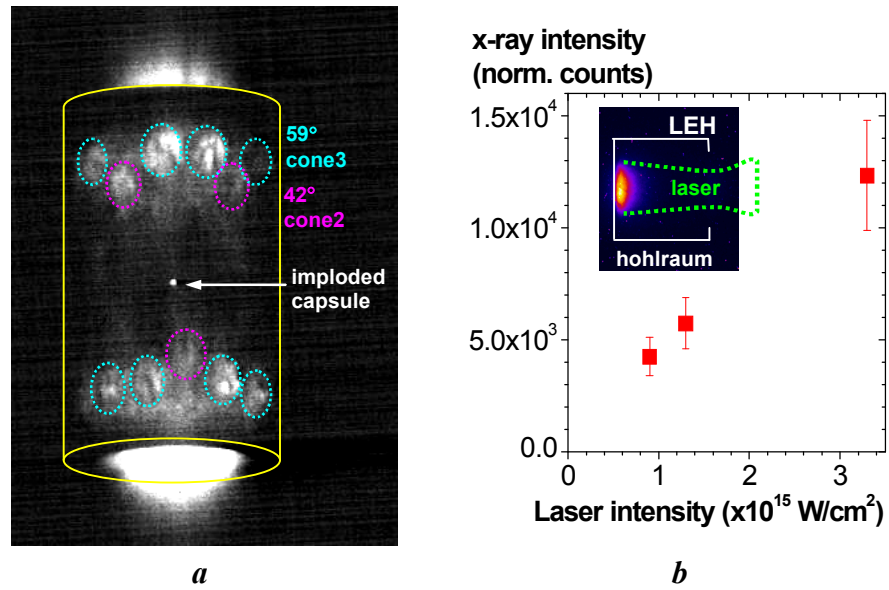 59°
cone3
42°
cone2
imploded
capsule
a
x-ray intensity
(norm. counts)
1.5x10⁴
1.0x10⁴
5.0x10³
0.0
0
1
2
3
LEH
laser
hohlraum
Laser intensity (x10¹⁵ W/cm²)
b